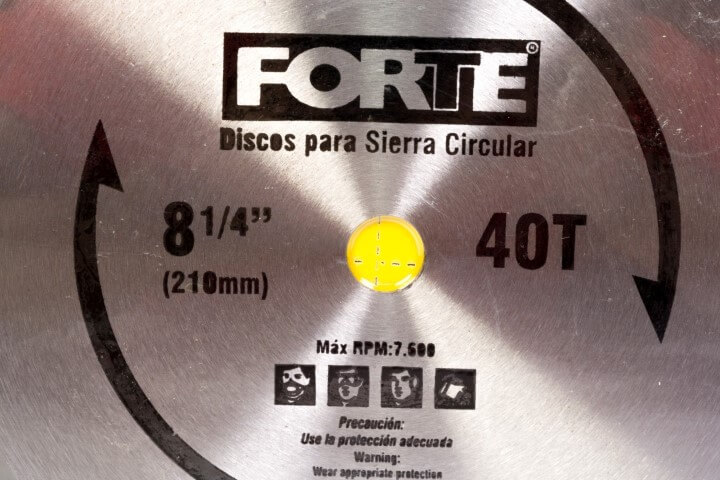 FORTE®
Discos para Sierra Circular
8 1/4”
(210mm)
40T
Máx RPM:7.600
Precaución:
Use la protección adecuada
Warning:
Wear appropriate protection